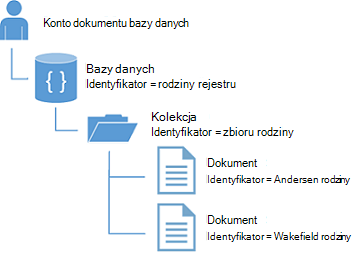 Konto dokumentu bazy danych
Bazy danych
Identyfikator = rodziny rejestru
Kolekcja
Identyfikator = zbioru rodziny
Dokument
Identyfikator = Andersen rodziny
Dokument
Identyfikator = Wakefield rodziny